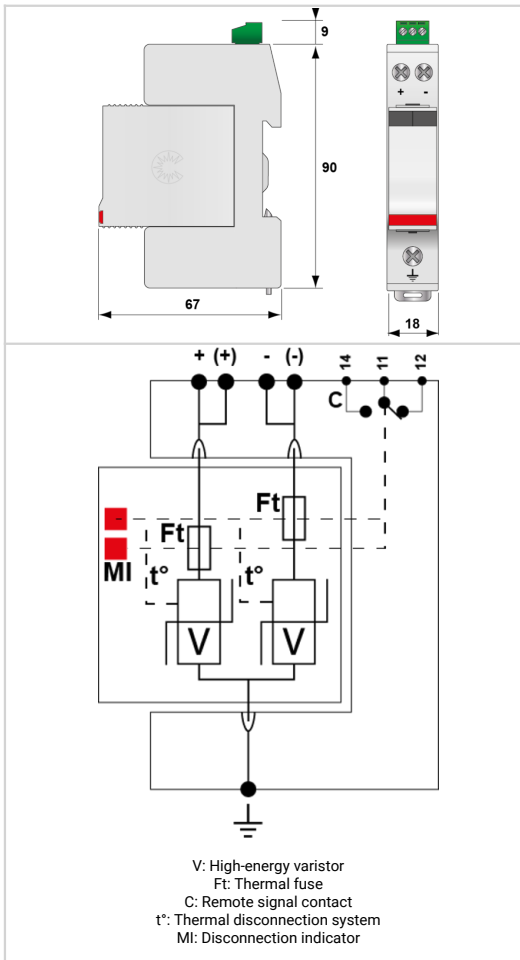 9
+ -
90
67
18
+ (+) - (-) 14 11 12
C
Ft
Ft
MI t° t°
V V
V: High-energy varistor
Ft: Thermal fuse
C: Remote signal contact
t°: Thermal disconnection system
MI: Disconnection indicator